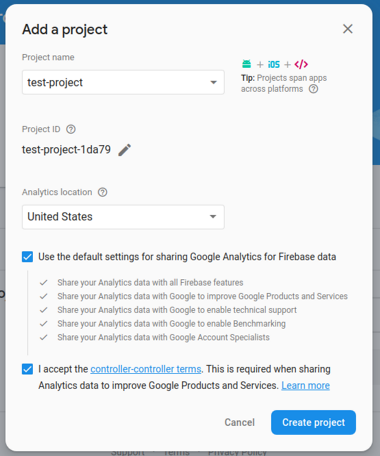 Add a project
Project name
test-project
+ iOS + </>
Tip: Projects span apps
across platforms
Project ID
test-project-1da79
Analytics location
United States
Use the default settings for sharing Google Analytics for Firebase data
Share your Analytics data with all Firebase features
Share your Analytics data with Google to improve Google Products and Services
Share your Analytics data with Google to enable technical support
Share your Analytics data with Google to enable Benchmarking
Share your Analytics data with Google Account Specialists
I accept the controller-controller terms. This is required when sharing
Analytics data to improve Google Products and Services. Learn more
Cancel
Create project
Support Terms Privacy Policy